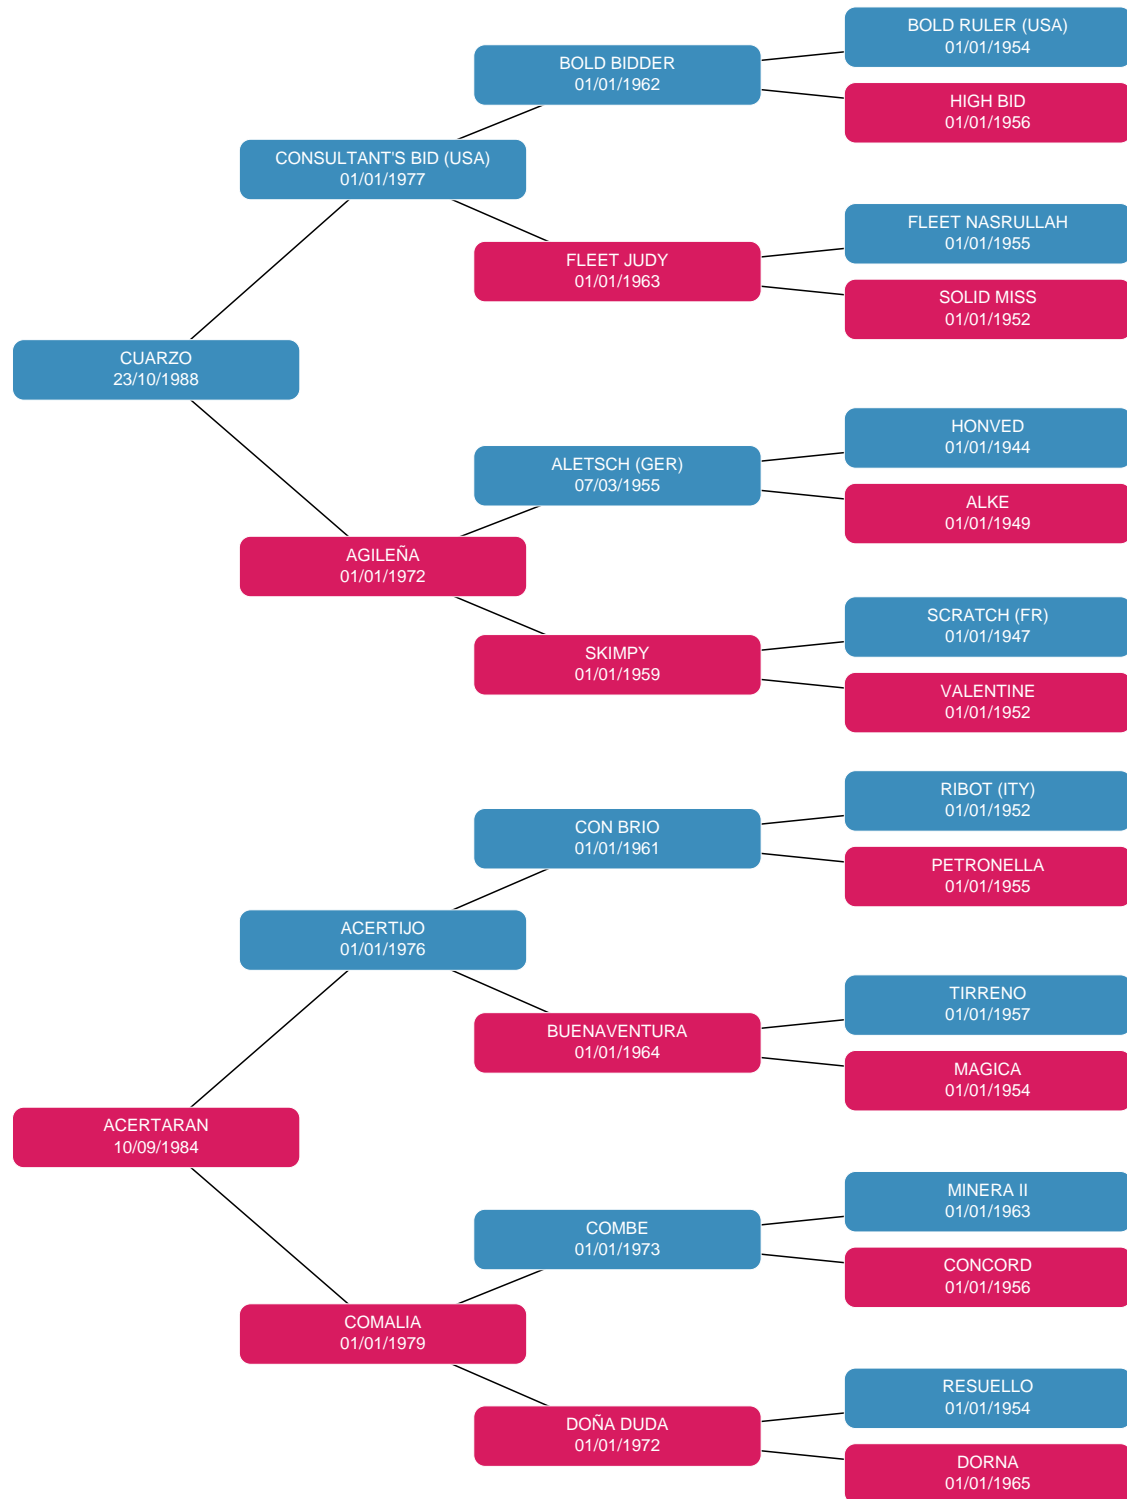 BOLD RULER (USA)
01/01/1954
BOLD BIDDER
01/01/1962
HIGH BID
01/01/1956
CONSULTANT'S BID (USA)
01/01/1977
FLEET NASRULLAH
01/01/1955
FLEET JUDY
01/01/1963
SOLID MISS
01/01/1952
CUARZO
23/10/1988
HONVED
01/01/1944
ALETSCH (GER)
07/03/1955
ALKE
01/01/1949
AGILEÑA
01/01/1972
SCRATCH (FR)
01/01/1947
SKIMPY
01/01/1959
VALENTINE
01/01/1952
RIBOT (ITY)
01/01/1952
CON BRIO
01/01/1961
PETRONELLA
01/01/1955
ACERTIJO
01/01/1976
TIRRENO
01/01/1957
BUENAVENTURA
01/01/1964
MAGICA
01/01/1954
ACERTARAN
10/09/1984
MINERA II
01/01/1963
COMBE
01/01/1973
CONCORD
01/01/1956
COMALIA
01/01/1979
RESUELLO
01/01/1954
DOÑA DUDA
01/01/1972
DORNA
01/01/1965